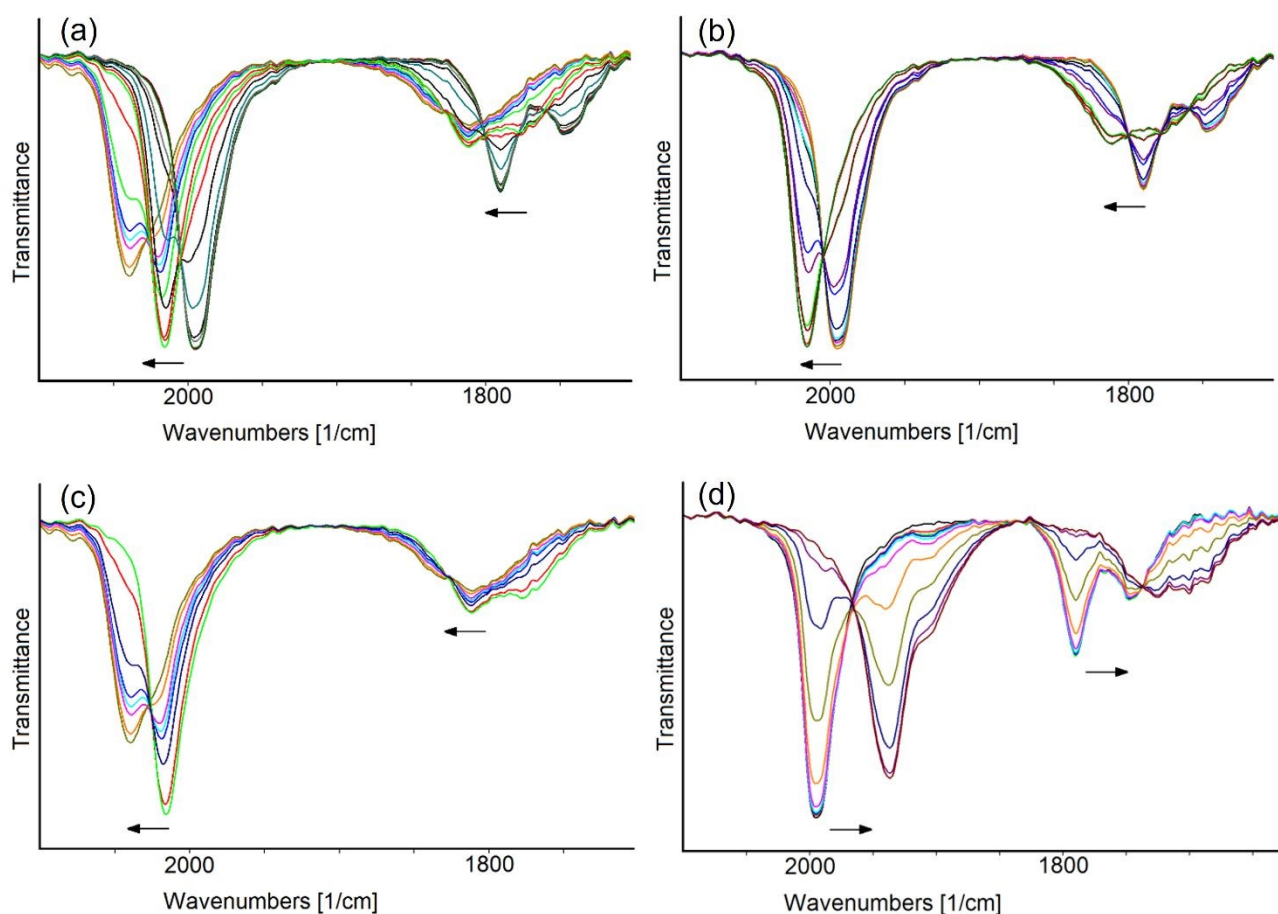 (a)
Transmittance
2000 1800
Wavenumbers [1/cm]
(b)
Transmittance
2000 1800
Wavenumbers [1/cm]
(c)
Transmittance
2000 1800
Wavenumbers [1/cm]
(d)
Transmittance
2000 1800
Wavenumbers [1/cm]